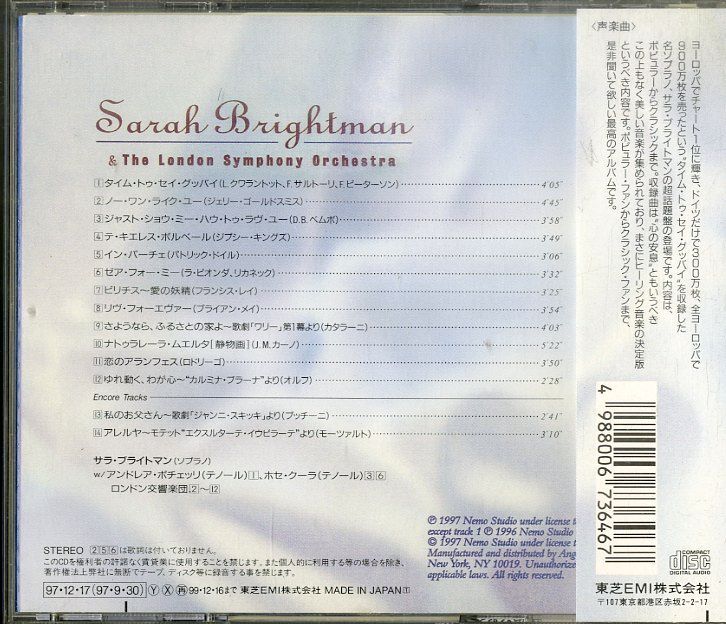 Sarah Brightman
& The London Symphony Orchestra
1 タイム・トゥ・セイ・グッバイ(L.クワラントット、F.サルトーリ、F.ピーターソン) 4'05"
2 ノー・ワン・ライク・ユー(ジェリー・ゴールドスミス) 4'45"
3 ジャスト・ショウ・ミー・ハウ・トゥ・ラヴ・ユー(D.B.ベムボ) 3'58"
4 テ・キエレス・ボルベール(ジプシー・キングズ) 3'49"
5 イン・パーチェ(パトリック・ドイル) 3'06"
6 ゼア・フォー・ミー(ラ・ビオンダ、リカネック) 3'32"
7 ビリチス〜愛の妖精(フランシス・レイ) 3'25"
8 リヴ・フォーエヴァー(ブライアン・メイ) 3'54"
9 さようなら、ふるさとの家よ〜歌劇「ワリー」第1幕より(カタラーニ) 4'03"
10 ナトゥラレーラ・ムエルタ[静物画](J.M.カーノ) 5'22"
11 恋のアランフェス(ロドリーゴ) 3'50"
12 ゆれ動く、わが心〜"カルミナ・ブラーナ"より(オルフ) 2'28"
Encore Tracks
13 私のお父さん〜歌劇「ジャンニ・スキッキ」より(プッチーニ) 2'41"
14 アレルヤ〜モテット"エクスルターテ・イウビラーテ"より(モーツァルト) 3'10"
サラ・ブライトマン(ソプラノ)
w/アンドレア・ボチェッリ(テノール)1、ホセ・クーラ(テノール)3 6
ロンドン交響楽団2〜12
℗ 1997 Nemo Studio under license t
except track 1 ℗ 1996 Nemo Studio
© 1997 Nemo Studio under license to
Manufactured and distributed by Ang
New York, NY 10019. Unauthor
applicable laws. All rights reserved.
STEREO 2 5 6は歌詞は付いておりません。
このCDを権利者の許諾なく賃貸業に使用することを禁じます。また個人的に利用する等の場合を除き、
著作権法上弊社に無断でテープ、ディスク等に録音する事を禁じます。
97・12・17(97・9・30) Y X 再99・12・16まで 東芝EMI株式会社 MADE IN JAPAN 1
〈声楽曲〉
ヨーロッパでチャート1位に輝き、ドイツだけで300万枚、全ヨーロッパで
900万枚を売ったという"タイム・トゥ・セイ・グッバイ"を収録した
名ソプラノ、サラ・ブライトマンの超話題盤の登場です。内容は、
ポピュラーからクラシックまで。収録曲は"心の安息"ともいうべき
この上もなく美しい音楽が集められており、まさにヒーリング音楽の決定版
というべき内容です。ポピュラー・ファンからクラシック・ファンまで、
是非聞いて欲しい最高のアルバムです。
4 988006 736467
COMPACT
disc
DIGITAL AUDIO
東芝EMI株式会社
〒107東京都港区赤坂2-2-17